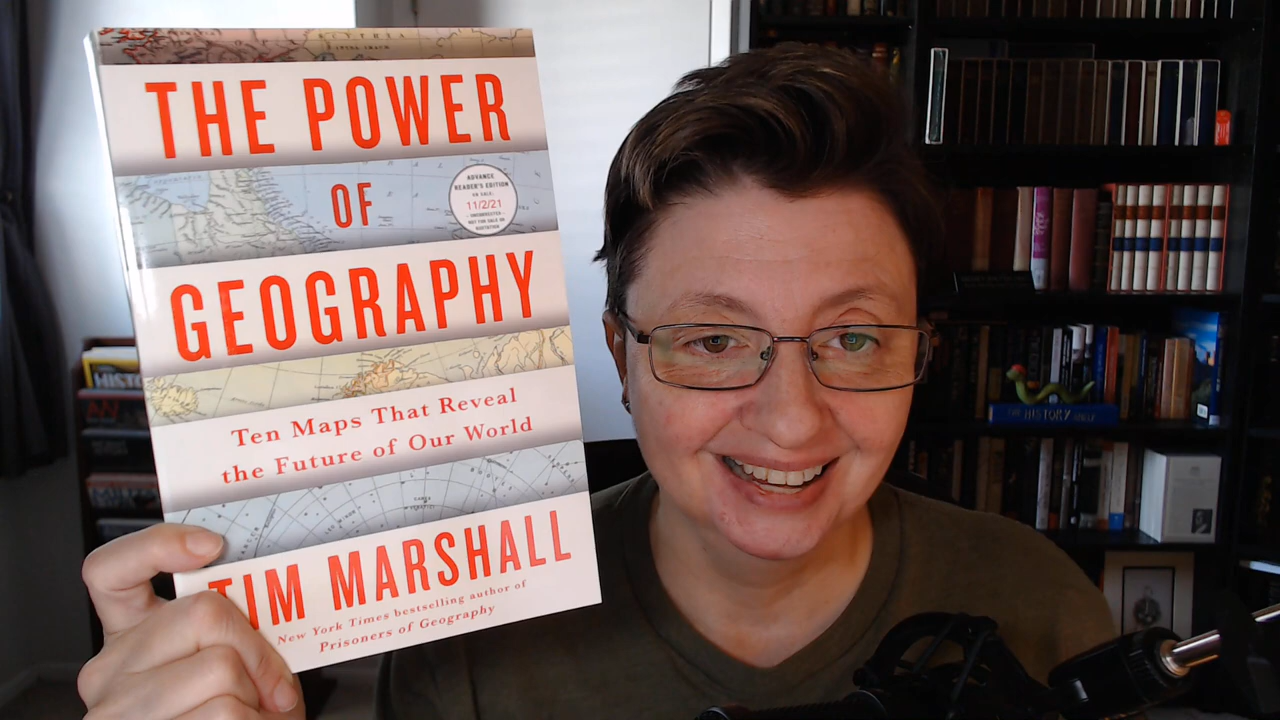 THE POWER
OF
ADVANCE
READER'S EDITION
ON SALE:
11/2/21
- UNCORRECTED -
NOT FOR SALE OR
QUOTATION
GEOGRAPHY
Ten Maps That Reveal
the Future of Our World
TIM MARSHALL
New York Times bestselling author of
Prisoners of Geography
HIST
THE HISTORY SHELF